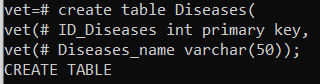 vet=# create table Diseases(
vet(# ID_Diseases int primary key,
vet(# Diseases_name varchar(50));
CREATE TABLE